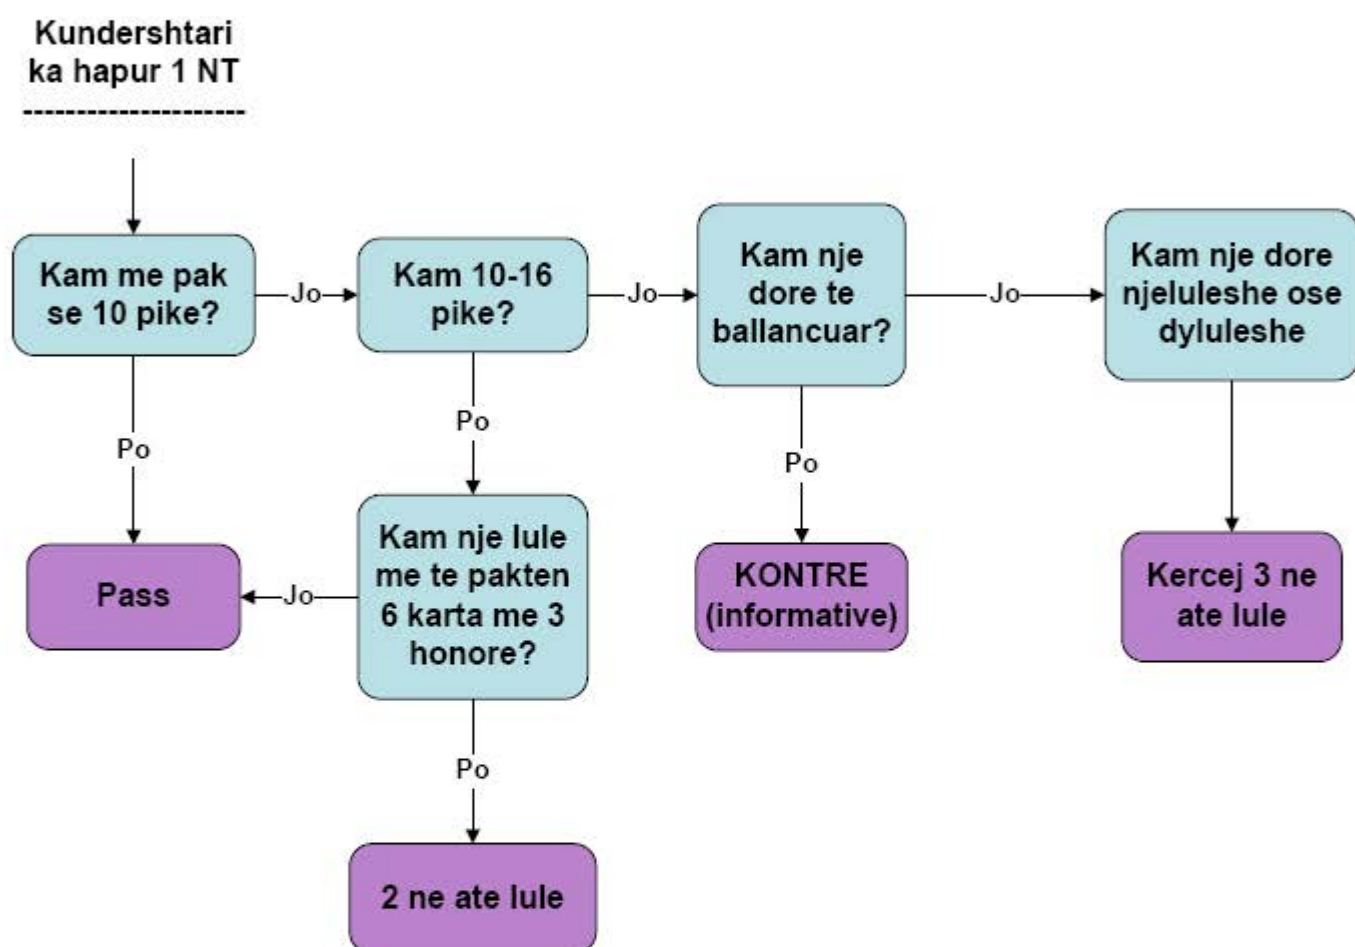 Kundershtari
ka hapur 1 NT
---------------------
Kam me pak
se 10 pike?
Jo
Kam 10-16
pike?
Jo
Kam nje
dore te
ballancuar?
Jo
Kam nje dore
njeluleshe ose
dyluleshe
Po
Po
Po
Pass
Jo
Kam nje lule
me te pakten
6 karta me 3
honore?
KONTRE
(informative)
Kercej 3 ne
ate lule
Po
2 ne ate lule